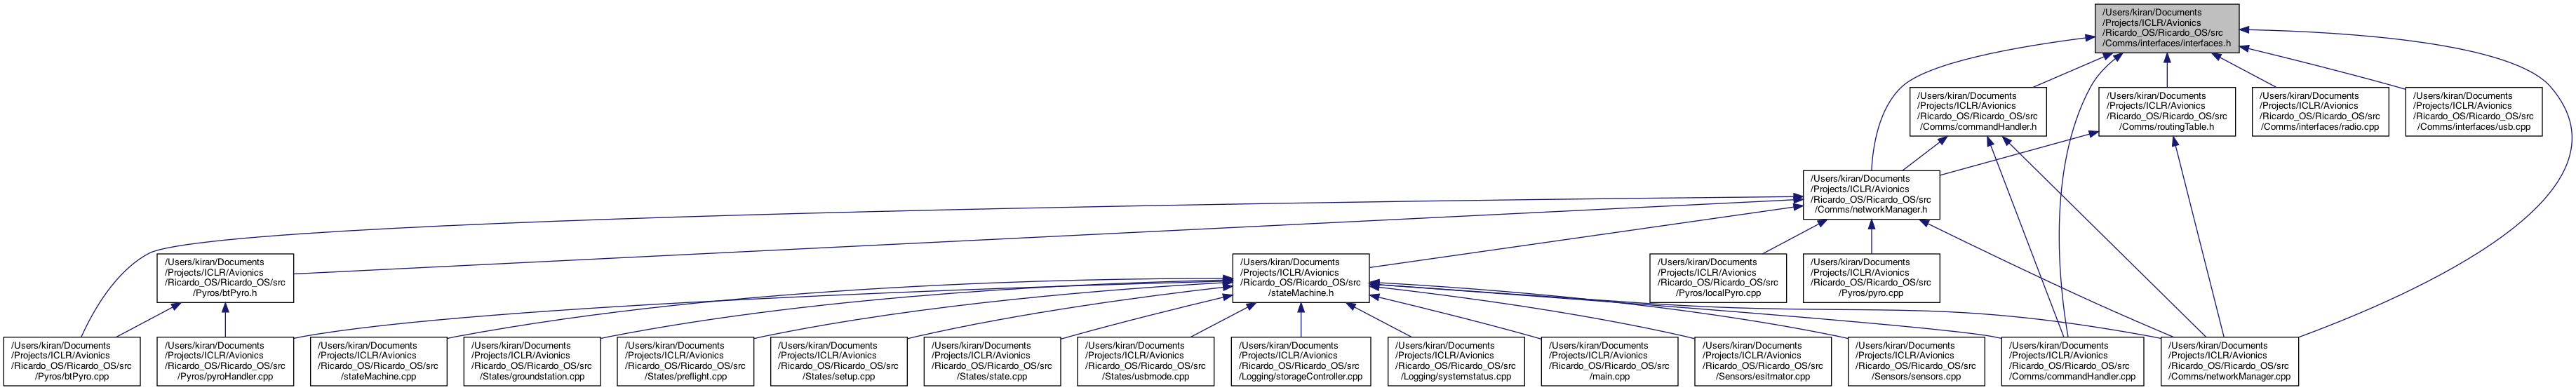 /Users/kiran/Documents
/Projects/ICLR/Avionics
/Ricardo_OS/Ricardo_OS/src
/Comms/interfaces/interfaces.h
/Users/kiran/Documents
/Projects/ICLR/Avionics
/Ricardo_OS/Ricardo_OS/src
/Comms/commandHandler.h
/Users/kiran/Documents
/Projects/ICLR/Avionics
/Ricardo_OS/Ricardo_OS/src
/Comms/routingTable.h
/Users/kiran/Documents
/Projects/ICLR/Avionics
/Ricardo_OS/Ricardo_OS/src
/Comms/interfaces/radio.cpp
/Users/kiran/Documents
/Projects/ICLR/Avionics
/Ricardo_OS/Ricardo_OS/src
/Comms/interfaces/usb.cpp
/Users/kiran/Documents
/Projects/ICLR/Avionics
/Ricardo_OS/Ricardo_OS/src
/Comms/networkManager.h
/Users/kiran/Documents
/Projects/ICLR/Avionics
/Ricardo_OS/Ricardo_OS/src
/Pyros/btPyro.h
/Users/kiran/Documents
/Projects/ICLR/Avionics
/Ricardo_OS/Ricardo_OS/src
/stateMachine.h
/Users/kiran/Documents
/Projects/ICLR/Avionics
/Ricardo_OS/Ricardo_OS/src
/Pyros/localPyro.cpp
/Users/kiran/Documents
/Projects/ICLR/Avionics
/Ricardo_OS/Ricardo_OS/src
/Pyros/pyro.cpp
/Users/kiran/Documents
/Projects/ICLR/Avionics
/Ricardo_OS/Ricardo_OS/src
/Pyros/btPyro.cpp
/Users/kiran/Documents
/Projects/ICLR/Avionics
/Ricardo_OS/Ricardo_OS/src
/Pyros/pyroHandler.cpp
/Users/kiran/Documents
/Projects/ICLR/Avionics
/Ricardo_OS/Ricardo_OS/src
/stateMachine.cpp
/Users/kiran/Documents
/Projects/ICLR/Avionics
/Ricardo_OS/Ricardo_OS/src
/States/groundstation.cpp
/Users/kiran/Documents
/Projects/ICLR/Avionics
/Ricardo_OS/Ricardo_OS/src
/States/preflight.cpp
/Users/kiran/Documents
/Projects/ICLR/Avionics
/Ricardo_OS/Ricardo_OS/src
/States/setup.cpp
/Users/kiran/Documents
/Projects/ICLR/Avionics
/Ricardo_OS/Ricardo_OS/src
/States/state.cpp
/Users/kiran/Documents
/Projects/ICLR/Avionics
/Ricardo_OS/Ricardo_OS/src
/States/usbmode.cpp
/Users/kiran/Documents
/Projects/ICLR/Avionics
/Ricardo_OS/Ricardo_OS/src
/Logging/storageController.cpp
/Users/kiran/Documents
/Projects/ICLR/Avionics
/Ricardo_OS/Ricardo_OS/src
/Logging/systemstatus.cpp
/Users/kiran/Documents
/Projects/ICLR/Avionics
/Ricardo_OS/Ricardo_OS/src
/main.cpp
/Users/kiran/Documents
/Projects/ICLR/Avionics
/Ricardo_OS/Ricardo_OS/src
/Sensors/esitmator.cpp
/Users/kiran/Documents
/Projects/ICLR/Avionics
/Ricardo_OS/Ricardo_OS/src
/Sensors/sensors.cpp
/Users/kiran/Documents
/Projects/ICLR/Avionics
/Ricardo_OS/Ricardo_OS/src
/Comms/commandHandler.cpp
/Users/kiran/Documents
/Projects/ICLR/Avionics
/Ricardo_OS/Ricardo_OS/src
/Comms/networkManager.cpp